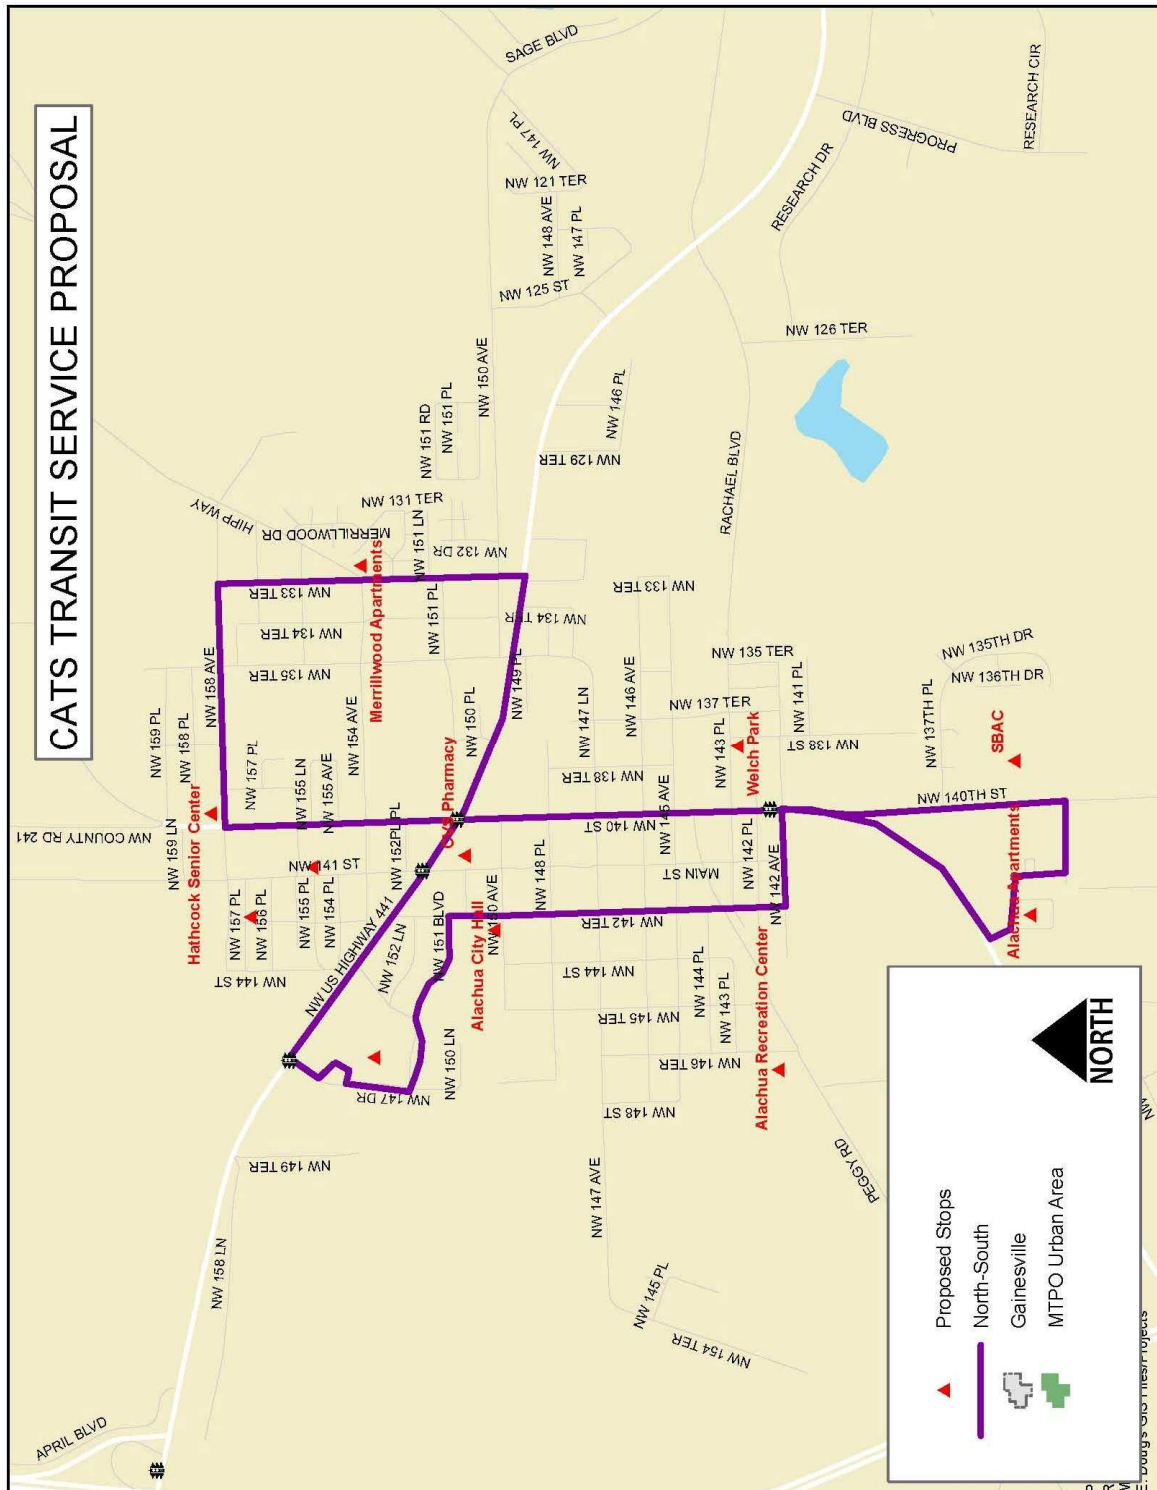 CATS TRANSIT SERVICE PROPOSAL
SAGE BLVD
NW 147 PL
NW 121 TER
NW 148 AVE
NW 147 PL
NW 125 ST
PROGRESS BLVD
RESEARCH CIR
RESEARCH DR
NW 126 TER
NW 150 AVE
NW 151 PL
NW 151 RD
NW 146 PL
NW 129 TER
RACHAEL BLVD
HIPP WAY
NW 131 TER
MERRILLWOOD DR
NW 151 LN
NW 132 DR
Merrillwood Apartments
NW 133 TER
NW 134 TER
NW 135 TER
NW 158 AVE
NW 159 PL
NW 158 PL
NW 157 PL
NW 155 LN
NW 155 AVE
NW 154 AVE
NW 151 PL
NW 150 PL
NW 149 PL
NW 134 TER
NW 133 TER
NW 147 LN
NW 146 AVE
NW 135 TER
NW 137 TER
NW 141 PL
NW 143 PL
NW 138 TER
NW 138 ST
Welch Park
NW 135TH DR
NW 136TH DR
NW 137TH PL
SBAC
NW 140TH ST
NW COUNTY RD 241
NW 159 LN
Hathcock Senior Center
NW 141 ST
NW 152PL PL
CVS Pharmacy
NW 140 ST
NW 145 AVE
NW 148 PL
MAIN ST
NW 142 PL
NW 142 AVE
NW 157 PL
NW 156 PL
NW 155 PL
NW 154 PL
NW 144 ST
NW US HIGHWAY 441
NW 152 LN
NW 151 BLVD
NW 150 AVE
Alachua City Hall
NW 142 TER
NW 144 ST
NW 145 TER
NW 144 PL
NW 143 PL
NW 146 TER
NW 148 ST
Alachua Recreation Center
Alachua Apartments
NW 150 LN
NW 147 DR
NW 149 TER
NW 158 LN
NW 147 AVE
NW 145 PL
NW 154 TER
PEGGY RD
APRIL BLVD
NW
NORTH
Proposed Stops
North-South
Gainesville
MTPO Urban Area